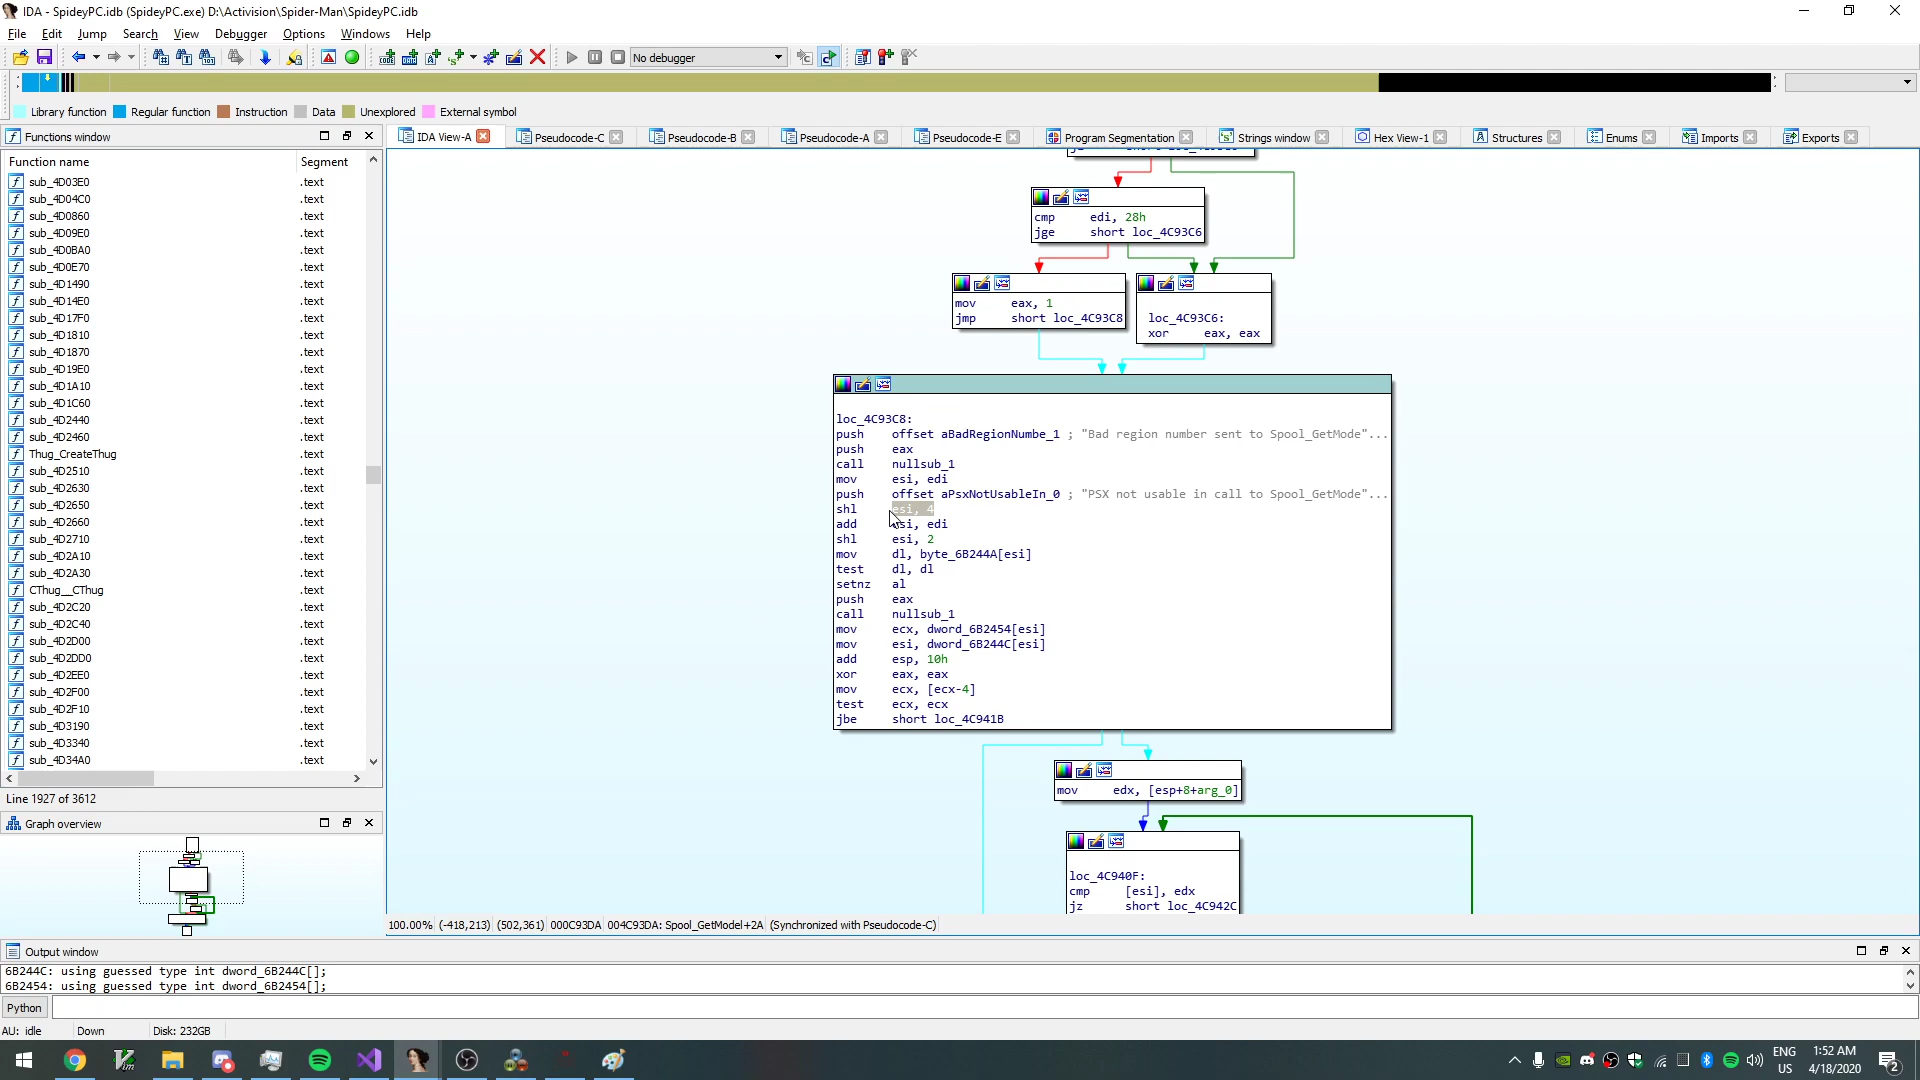 IDA - SpideyPC.idb (SpideyPC.exe) D:\Activision\Spider-Man\SpideyPC.idb
File Edit Jump Search View Debugger Options Windows Help
No debugger
Library function Regular function Instruction Data Unexplored External symbol
Functions window
IDA View-A Pseudocode-C Pseudocode-B Pseudocode-A Pseudocode-E Program Segmentation Strings window Hex View-1 Structures Enums Imports Exports
Function name Segment
sub_4D03E0 .text
sub_4D04C0 .text
sub_4D0860 .text
sub_4D09E0 .text
sub_4D0BA0 .text
sub_4D0E70 .text
sub_4D1490 .text
sub_4D14E0 .text
sub_4D17F0 .text
sub_4D1810 .text
sub_4D1870 .text
sub_4D19E0 .text
sub_4D1A10 .text
sub_4D1C60 .text
sub_4D2440 .text
sub_4D2460 .text
Thug_CreateThug .text
sub_4D2510 .text
sub_4D2630 .text
sub_4D2650 .text
sub_4D2660 .text
sub_4D2710 .text
sub_4D2A10 .text
sub_4D2A30 .text
CThug__CThug .text
sub_4D2C20 .text
sub_4D2C40 .text
sub_4D2D00 .text
sub_4D2DD0 .text
sub_4D2EE0 .text
sub_4D2F00 .text
sub_4D2F10 .text
sub_4D3190 .text
sub_4D3340 .text
sub_4D34A0 .text
Line 1927 of 3612
Graph overview
cmp edi, 28h
jge short loc_4C93C6
mov eax, 1
jmp short loc_4C93C8
loc_4C93C6:
xor eax, eax
loc_4C93C8:
push offset aBadRegionNumbe_1 ; "Bad region number sent to Spool_GetMode"...
push eax
call nullsub_1
mov esi, edi
push offset aPsxNotUsableIn_0 ; "PSX not usable in call to Spool_GetMode"...
shl esi, 4
add esi, edi
shl esi, 2
mov dl, byte_6B244A[esi]
test dl, dl
setnz al
push eax
call nullsub_1
mov ecx, dword_6B2454[esi]
mov esi, dword_6B244C[esi]
add esp, 10h
xor eax, eax
mov ecx, [ecx-4]
test ecx, ecx
jbe short loc_4C941B
mov edx, [esp+8+arg_0]
loc_4C940F:
cmp [esi], edx
jz short loc_4C942C
100.00% (-418,213) (502,361) 000C93DA 004C93DA: Spool_GetModel+2A (Synchronized with Pseudocode-C)
Output window
6B244C: using guessed type int dword_6B244C[];
6B2454: using guessed type int dword_6B2454[];
Python
AU: idle Down Disk: 232GB
ENG
US
1:52 AM
4/18/2020
2